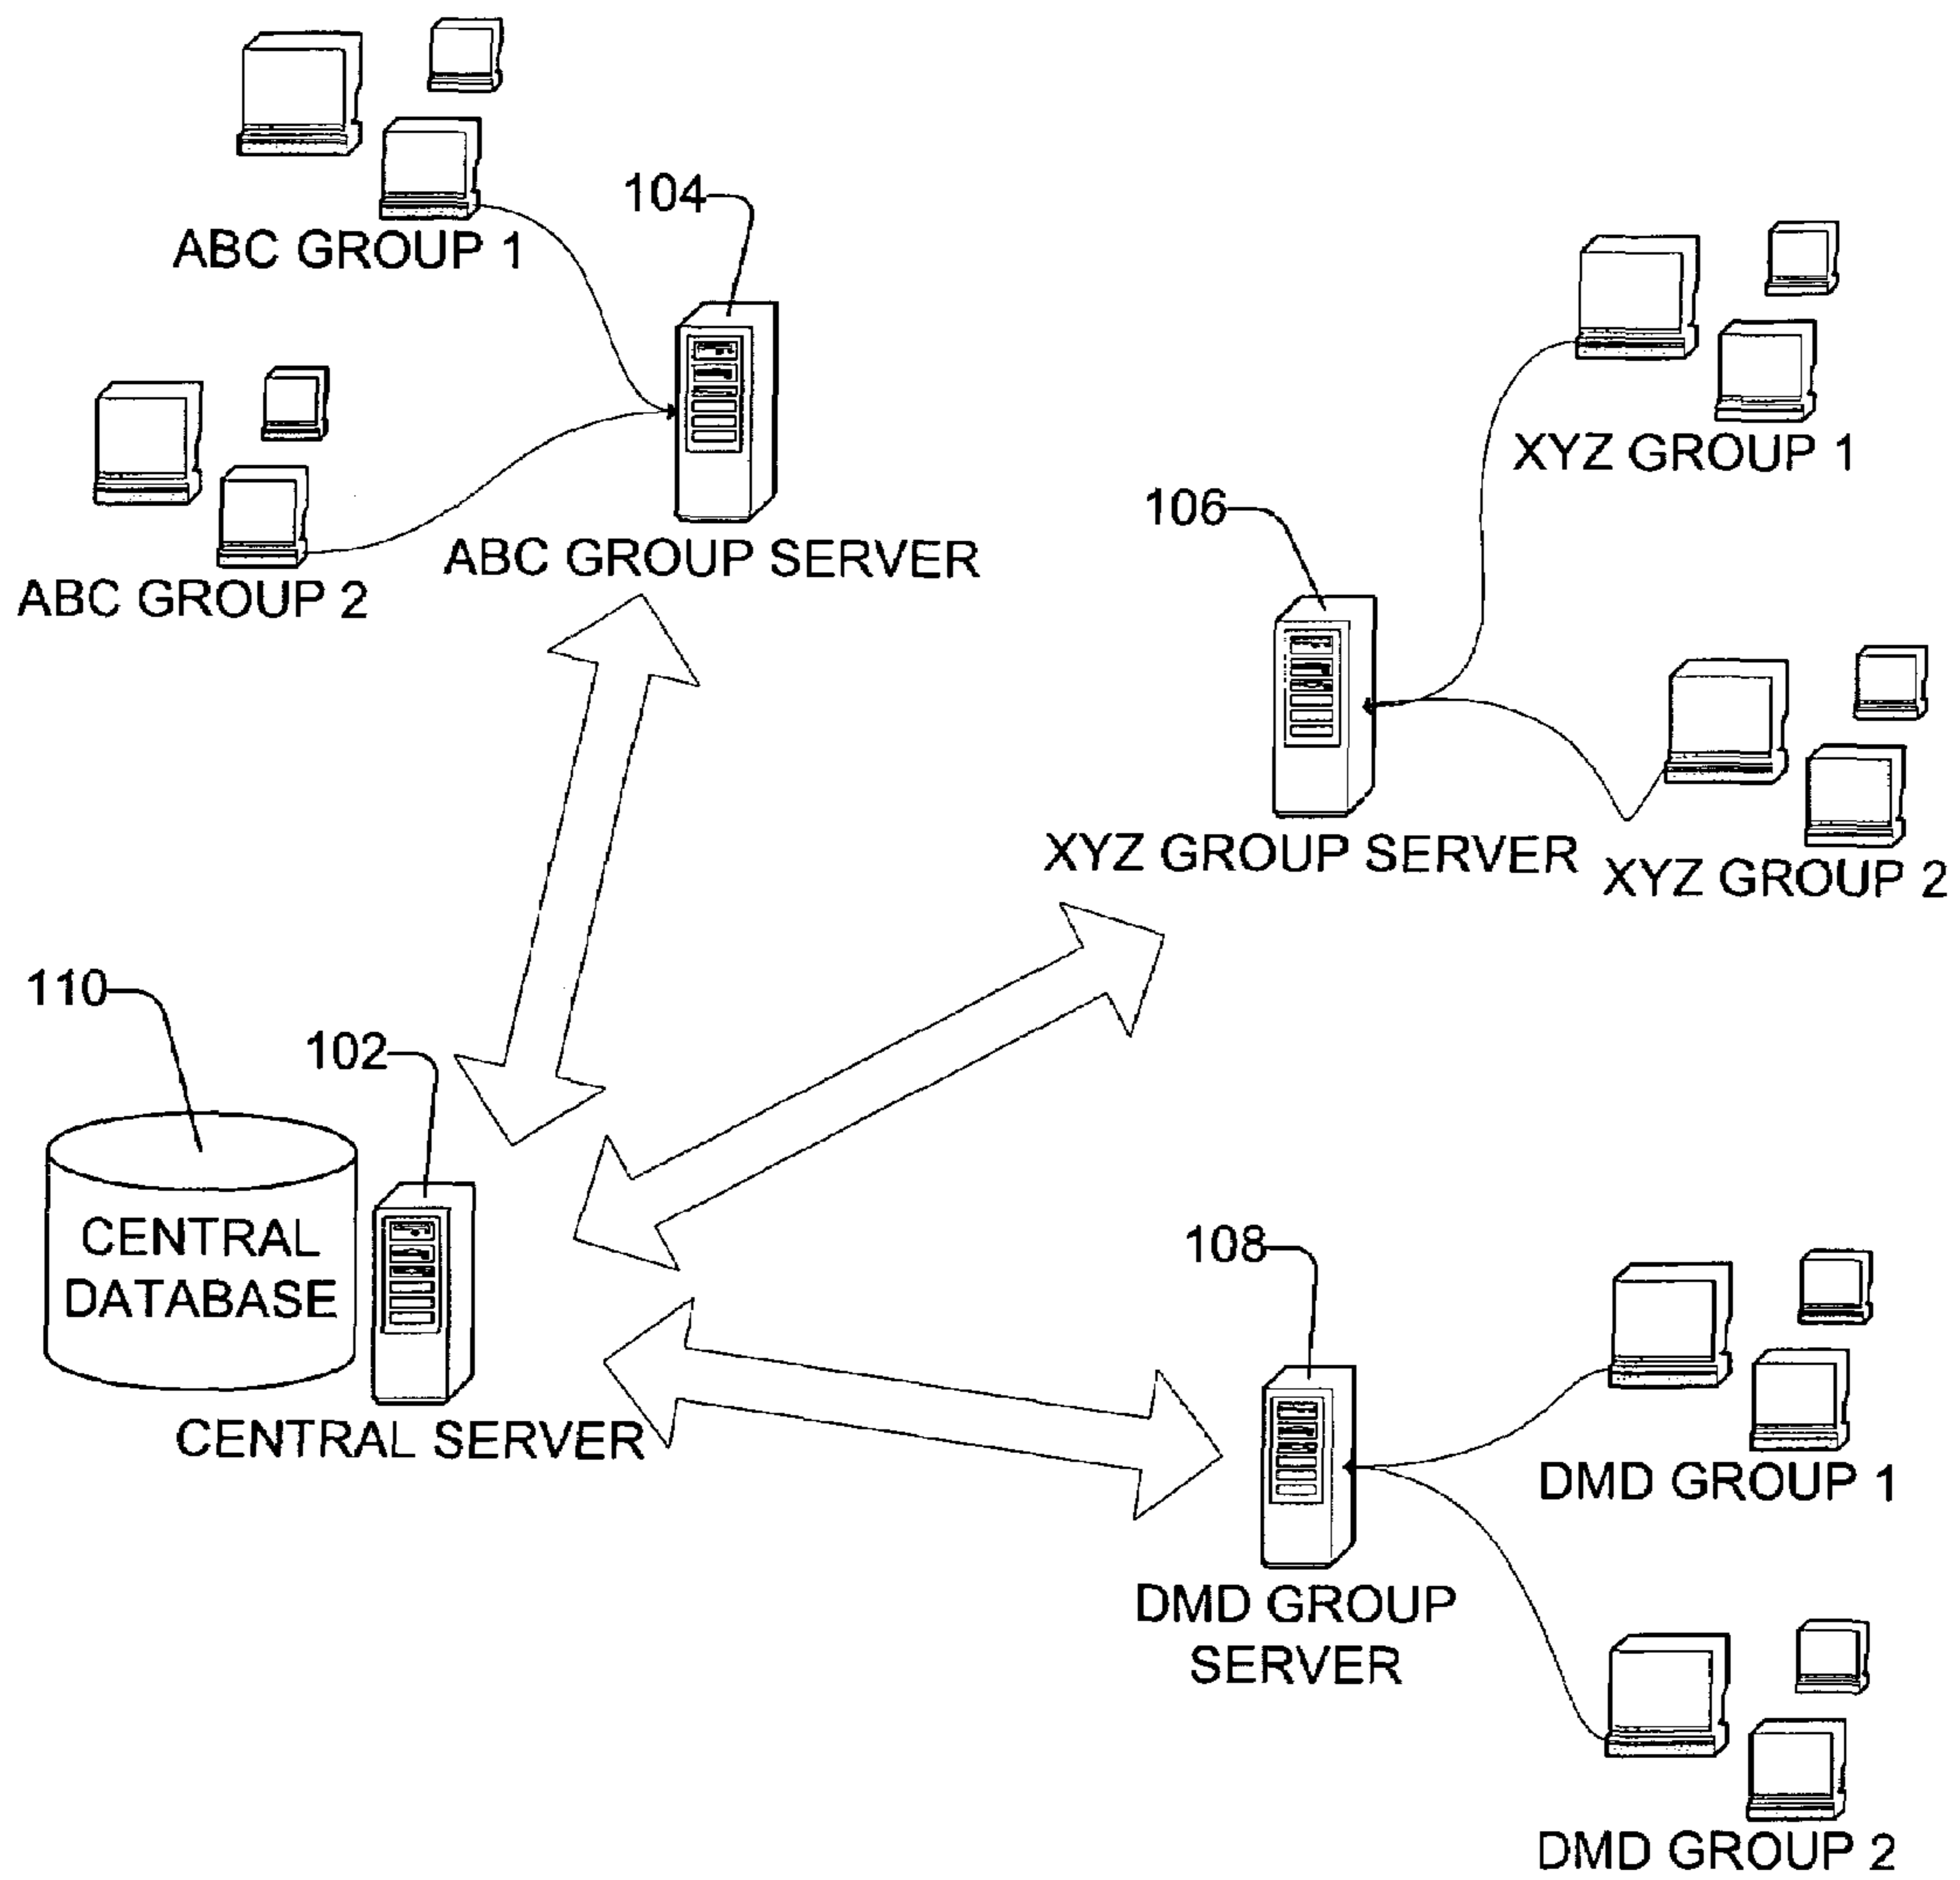 104
ABC GROUP 1
ABC GROUP 2
ABC GROUP SERVER
XYZ GROUP 1
106
XYZ GROUP SERVER
XYZ GROUP 2
110
102
CENTRAL
DATABASE
CENTRAL SERVER
108
DMD GROUP 1
DMD GROUP
SERVER
DMD GROUP 2